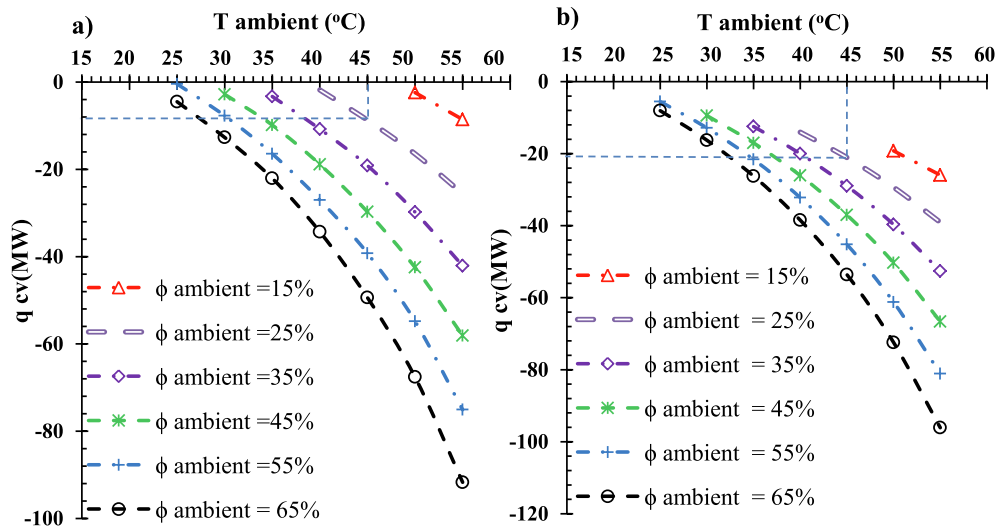 a)
T ambient (°C)
15 20 25 30 35 40 45 50 55 60
0
-20
-40
-60
-80
-100
q cv(MW)
ϕ ambient =15%
ϕ ambient =25%
ϕ ambient =35%
ϕ ambient =45%
ϕ ambient =55%
ϕ ambient = 65%
b)
T ambient (°C)
15 20 25 30 35 40 45 50 55 60
0
-20
-40
-60
-80
-100
-120
q cv(MW)
ϕ ambient = 15%
ϕ ambient = 25%
ϕ ambient = 35%
ϕ ambient = 45%
ϕ ambient = 55%
ϕ ambient = 65%